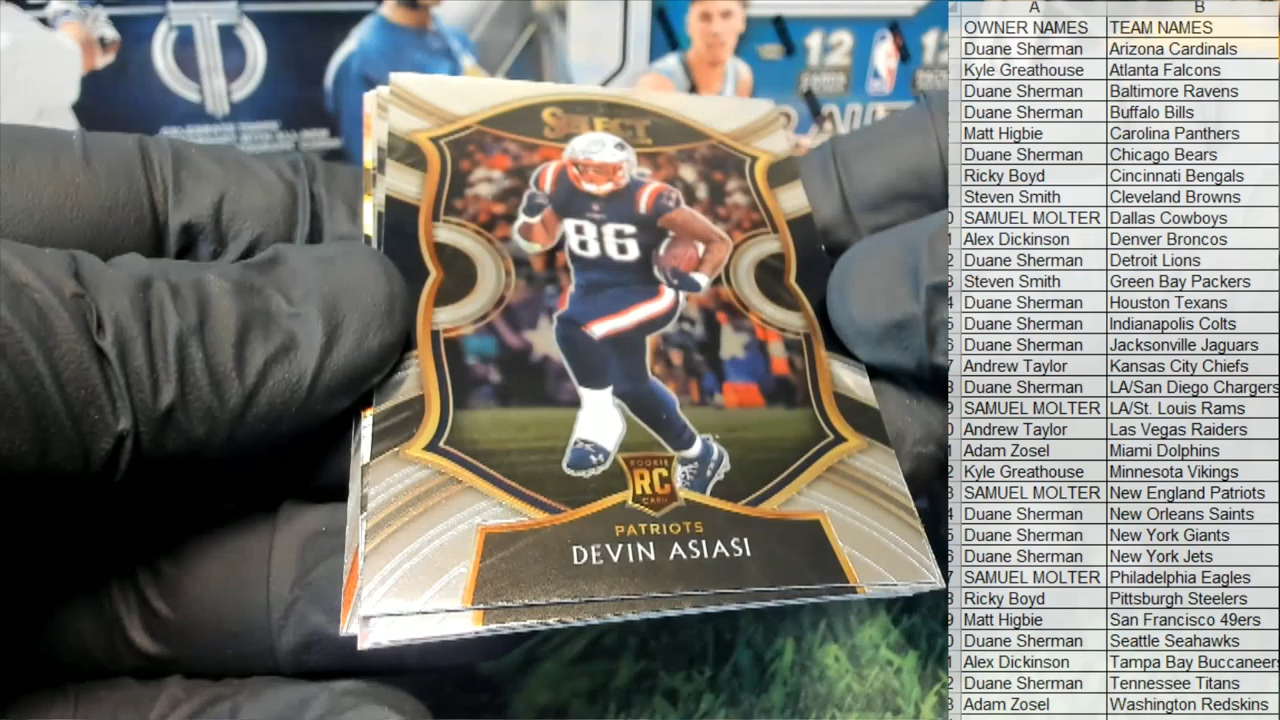 12
NBA
SELECT
86
ROOKIE
RC
CARD
PATRIOTS
DEVIN ASIASI
A B
OWNER NAMES TEAM NAMES
Duane Sherman Arizona Cardinals
Kyle Greathouse Atlanta Falcons
Duane Sherman Baltimore Ravens
Duane Sherman Buffalo Bills
Matt Higbie Carolina Panthers
Duane Sherman Chicago Bears
Ricky Boyd Cincinnati Bengals
Steven Smith Cleveland Browns
SAMUEL MOLTER Dallas Cowboys
Alex Dickinson Denver Broncos
Duane Sherman Detroit Lions
Steven Smith Green Bay Packers
Duane Sherman Houston Texans
Duane Sherman Indianapolis Colts
Duane Sherman Jacksonville Jaguars
Andrew Taylor Kansas City Chiefs
Duane Sherman LA/San Diego Chargers
SAMUEL MOLTER LA/St. Louis Rams
Andrew Taylor Las Vegas Raiders
Adam Zosel Miami Dolphins
Kyle Greathouse Minnesota Vikings
SAMUEL MOLTER New England Patriots
Duane Sherman New Orleans Saints
Duane Sherman New York Giants
Duane Sherman New York Jets
SAMUEL MOLTER Philadelphia Eagles
Ricky Boyd Pittsburgh Steelers
Matt Higbie San Francisco 49ers
Duane Sherman Seattle Seahawks
Alex Dickinson Tampa Bay Buccaneer
Duane Sherman Tennessee Titans
Adam Zosel Washington Redskins